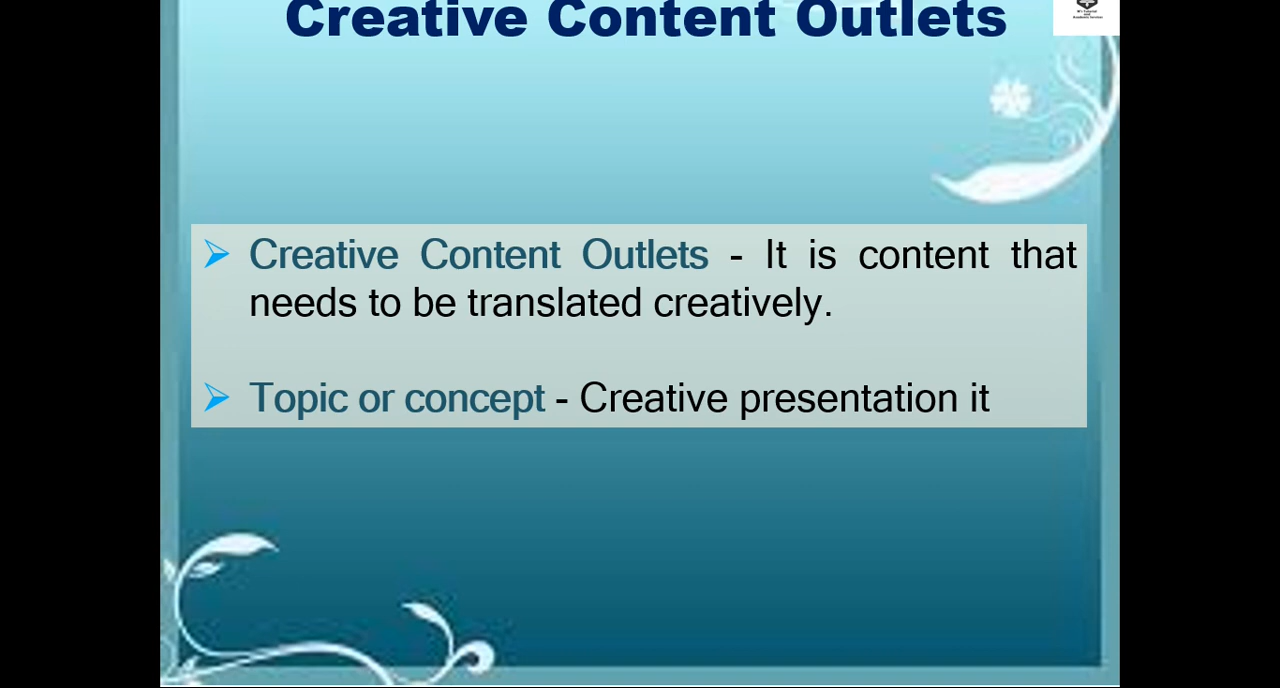 Creative Content Outlets
Creative Content Outlets - It is content that
needs to be translated creatively.
Topic or concept - Creative presentation it